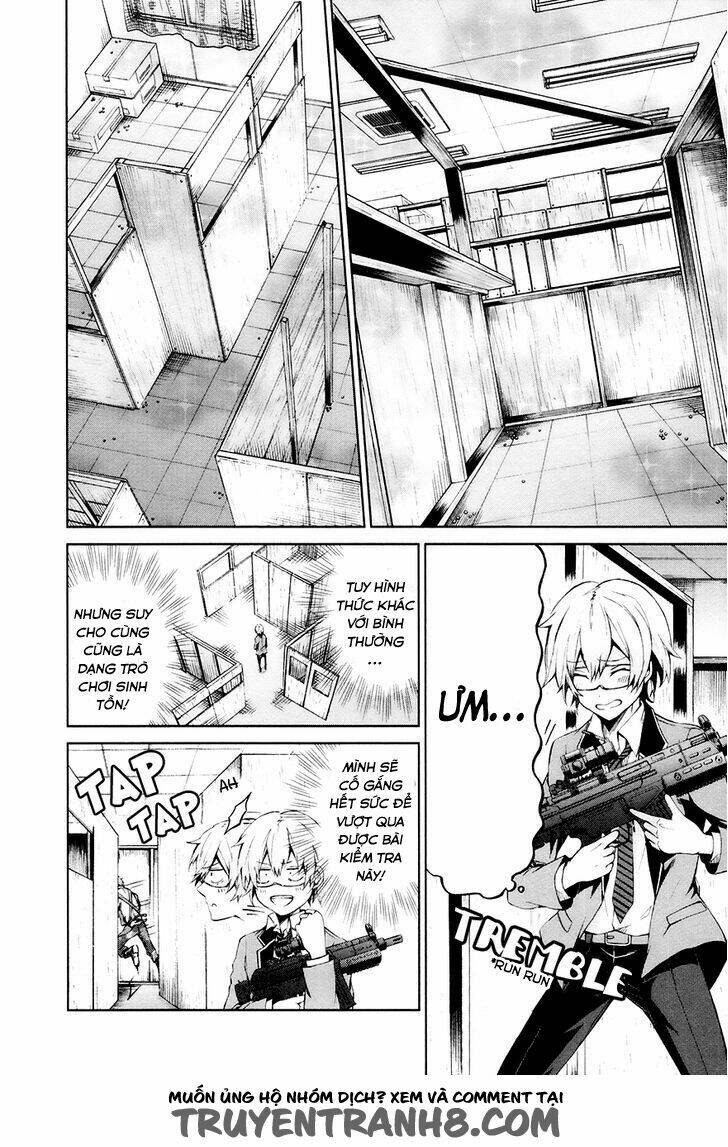 ƯM...
TREMBLE
*RUN RUN
TUY HÌNH
THỨC KHÁC
VỚI BÌNH
THƯỜNG
...
NHƯNG SUY
CHO CÙNG
CŨNG LÀ
DẠNG TRÒ
CHƠI SINH
TỒN!
MÌNH SẼ
CỐ GẮNG
HẾT SỨC ĐỂ
VƯỢT QUA
ĐƯỢC BÀI
KIỂM TRA
NÀY!
AH
TAP
TAP
MUỐN ỦNG HỘ NHÓM DỊCH? XEM VÀ COMMENT TẠI
TRUYENTRANH8.COM